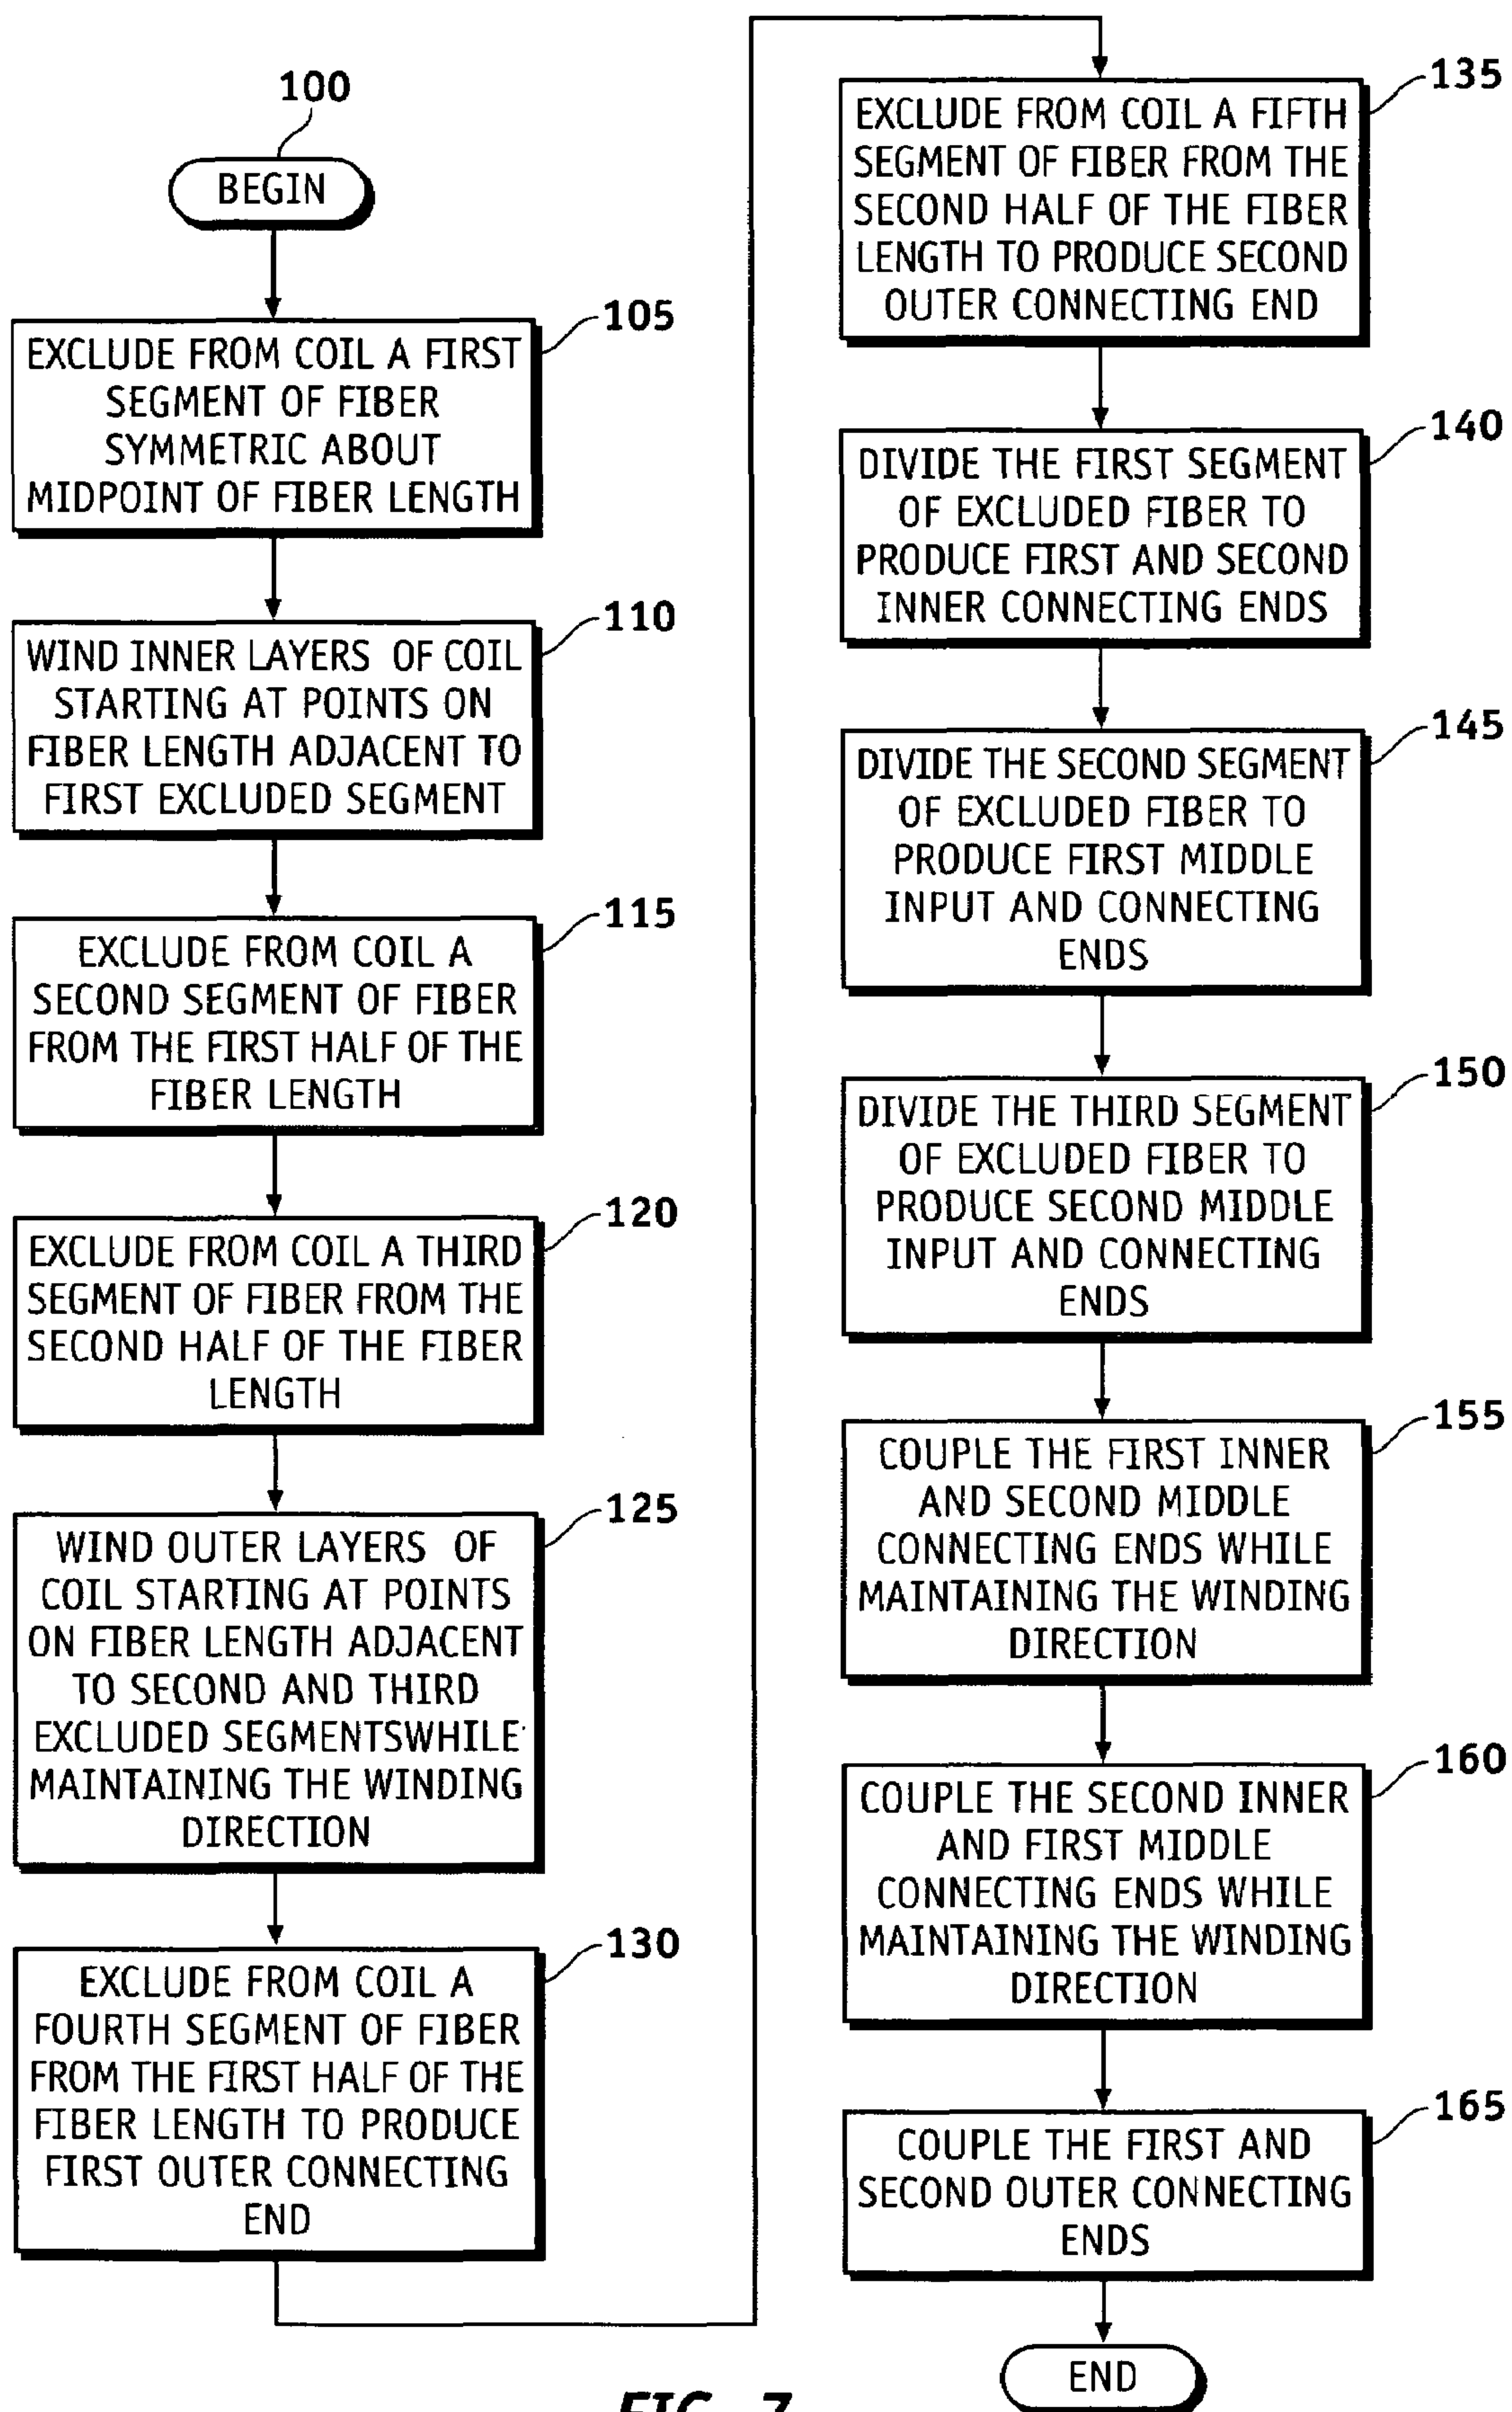 100
BEGIN
105
EXCLUDE FROM COIL A FIRST
SEGMENT OF FIBER
SYMMETRIC ABOUT
MIDPOINT OF FIBER LENGTH
110
WIND INNER LAYERS OF COIL
STARTING AT POINTS ON
FIBER LENGTH ADJACENT TO
FIRST EXCLUDED SEGMENT
115
EXCLUDE FROM COIL A
SECOND SEGMENT OF FIBER
FROM THE FIRST HALF OF THE
FIBER LENGTH
120
EXCLUDE FROM COIL A THIRD
SEGMENT OF FIBER FROM THE
SECOND HALF OF THE FIBER
LENGTH
125
WIND OUTER LAYERS OF
COIL STARTING AT POINTS
ON FIBER LENGTH ADJACENT
TO SECOND AND THIRD
EXCLUDED SEGMENTSWHILE
MAINTAINING THE WINDING
DIRECTION
130
EXCLUDE FROM COIL A
FOURTH SEGMENT OF FIBER
FROM THE FIRST HALF OF THE
FIBER LENGTH TO PRODUCE
FIRST OUTER CONNECTING
END
135
EXCLUDE FROM COIL A FIFTH
SEGMENT OF FIBER FROM THE
SECOND HALF OF THE FIBER
LENGTH TO PRODUCE SECOND
OUTER CONNECTING END
140
DIVIDE THE FIRST SEGMENT
OF EXCLUDED FIBER TO
PRODUCE FIRST AND SECOND
INNER CONNECTING ENDS
145
DIVIDE THE SECOND SEGMENT
OF EXCLUDED FIBER TO
PRODUCE FIRST MIDDLE
INPUT AND CONNECTING
ENDS
150
DIVIDE THE THIRD SEGMENT
OF EXCLUDED FIBER TO
PRODUCE SECOND MIDDLE
INPUT AND CONNECTING
ENDS
155
COUPLE THE FIRST INNER
AND SECOND MIDDLE
CONNECTING ENDS WHILE
MAINTAINING THE WINDING
DIRECTION
160
COUPLE THE SECOND INNER
AND FIRST MIDDLE
CONNECTING ENDS WHILE
MAINTAINING THE WINDING
DIRECTION
165
COUPLE THE FIRST AND
SECOND OUTER CONNECTING
ENDS
END
FIG. 7